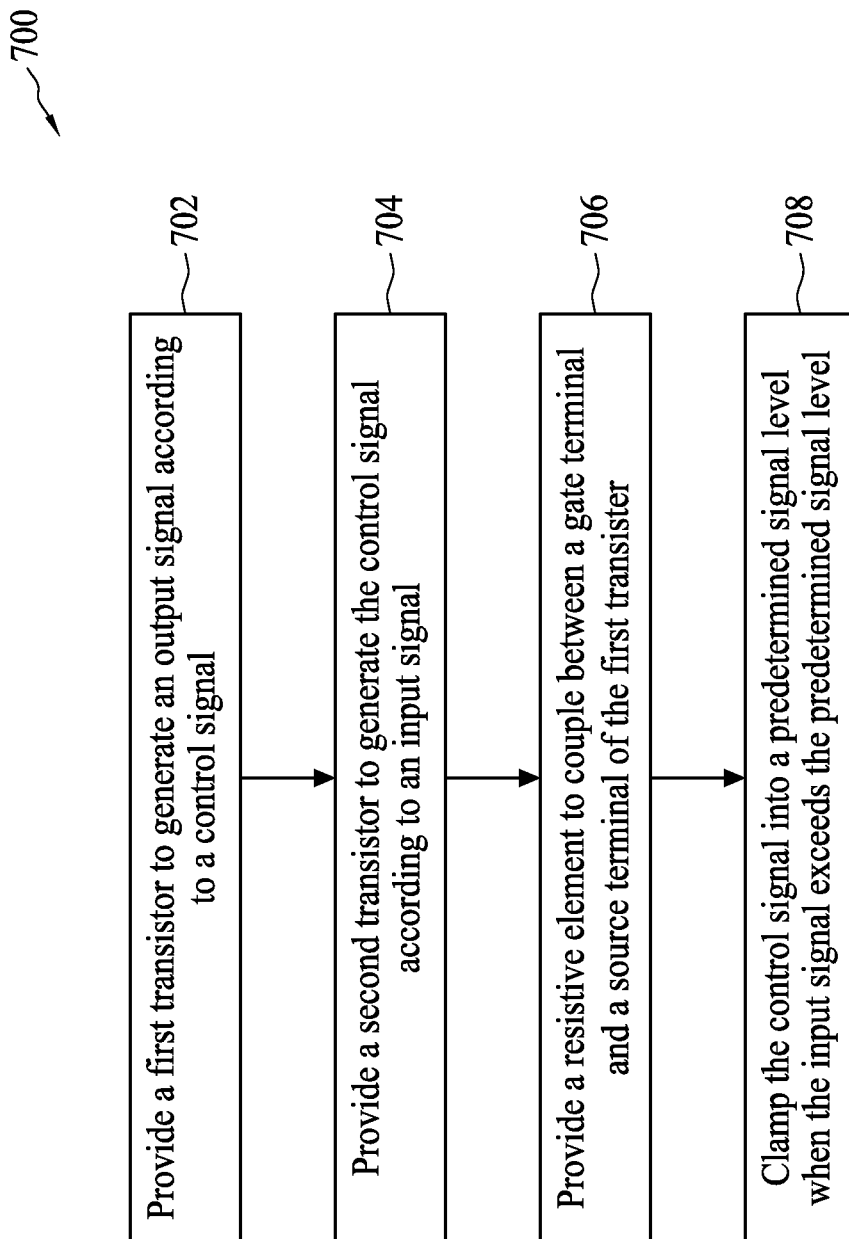 700
Provide a first transistor to generate an output signal according
to a control signal
702
Provide a second transistor to generate the control signal
according to an input signal
704
Provide a resistive element to couple between a gate terminal
and a source terminal of the first transister
706
Clamp the control signal into a predetermined signal level
when the input signal exceeds the predetermined signal level
708